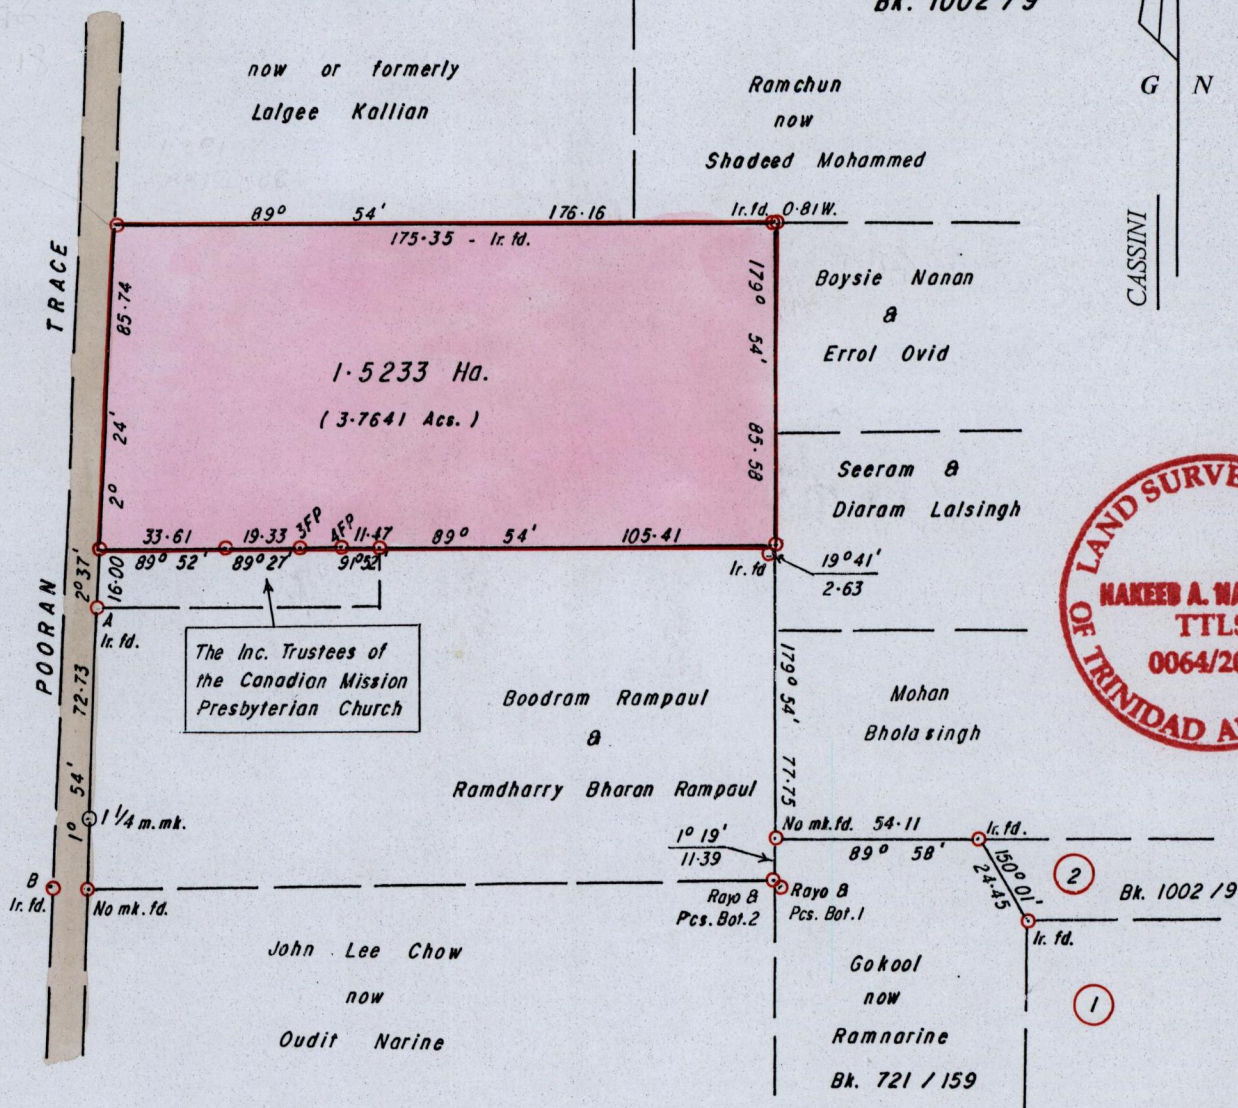 Bk. 1002 / 9
now or formerly
Lalgee Kallian
Ramchun
now
Shadeed Mohammed
G N
CASSINI
89° 54' 176·16
Ir. fd. 0·81W.
175·35 - Ir. fd.
POORAN TRACE
2° 24' 85·74
179° 54' 85·58
1·5233 Ha.
(3·7641 Acs.)
Boysie Nanan
&
Errol Ovid
Seeram &
Diaram Lalsingh
33·61 19·33 3FP 4FP 11·47 89° 54' 105·41
89° 52' 89° 27' 91°52'
Ir. fd
19°41'
2·63
2°37' 16·00
A
Ir. fd.
The Inc. Trustees of
the Canadian Mission
Presbyterian Church
Boodram Rampaul
&
Ramdharry Bharan Rampaul
179° 54' 77·75
Mohan
Bholasingh
1° 54' 72·73
1 1/4 m.mk.
No mk.fd. 54·11 Ir. fd.
89° 58'
1° 19'
11·39
150° 01'
24·45
2
Bk. 1002 /9
B
Ir. fd.
No mk. fd.
Rayo &
Pcs. Bot.2
Rayo &
Pcs. Bot.1
Ir. fd.
John Lee Chow
now
Oudit Narine
Gokool
now
Ramnarine
Bk. 721 / 159
1
LAND SURVE
NAKEEB A.
TTLS
0064/20
OF TRINIDAD A